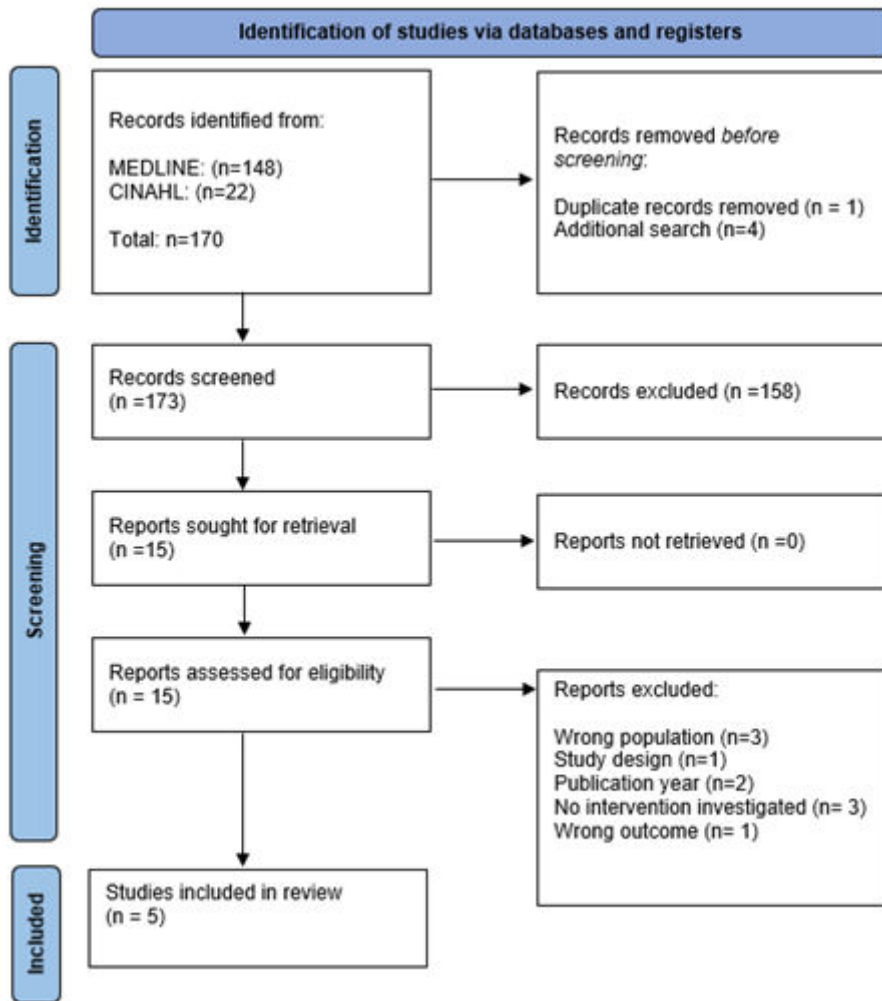 Identification of studies via databases and registers
Identification
Records identified from:
MEDLINE: (n=148)
CINAHL: (n=22)
Total: n=170
Records removed before
screening:
Duplicate records removed (n = 1)
Additional search (n=4)
Screening
Records screened
(n =173)
Records excluded (n =158)
Reports sought for retrieval
(n =15)
Reports not retrieved (n =0)
Reports assessed for eligibility
(n = 15)
Reports excluded:
Wrong population (n=3)
Study design (n=1)
Publication year (n=2)
No intervention investigated (n= 3)
Wrong outcome (n= 1)
Included
Studies included in review
(n = 5)